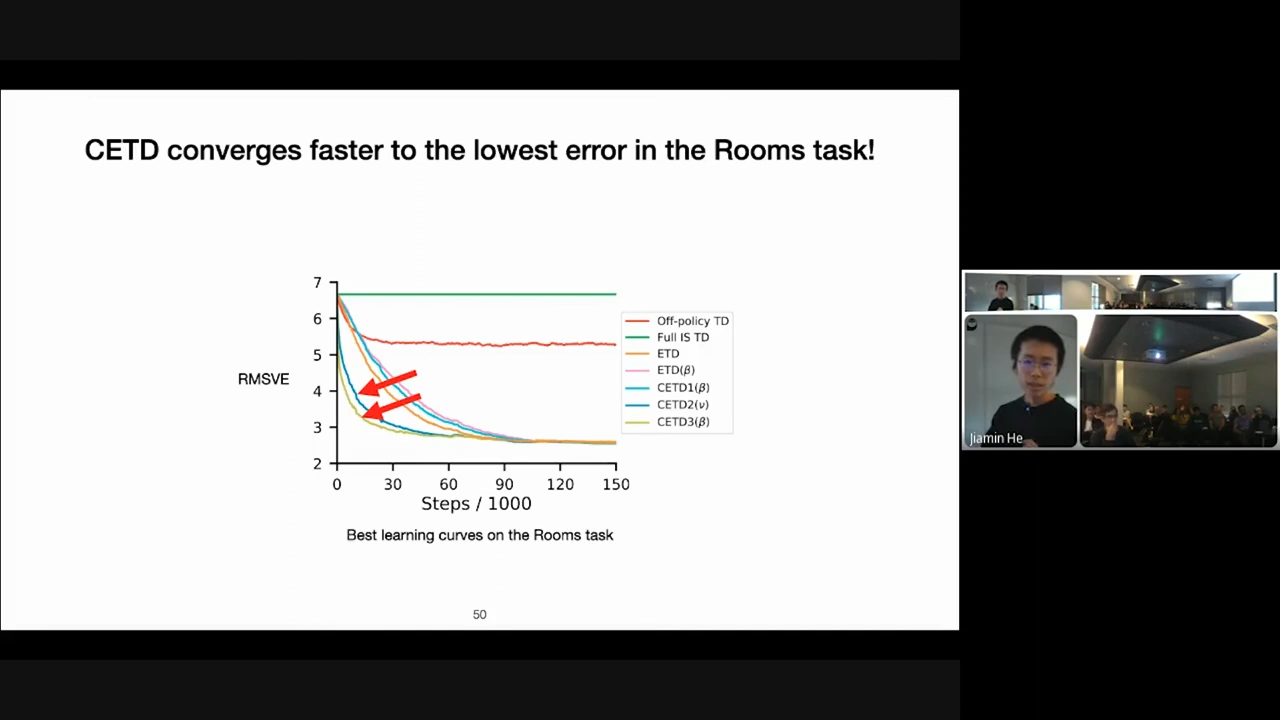 CETD converges faster to the lowest error in the Rooms task!
7
6
5
4
3
2
RMSVE
0 30 60 90 120 150
Steps / 1000
Off-policy TD
Full IS TD
ETD
ETD(β)
CETD1(β)
CETD2(ν)
CETD3(β)
Best learning curves on the Rooms task
50
Jiamin He